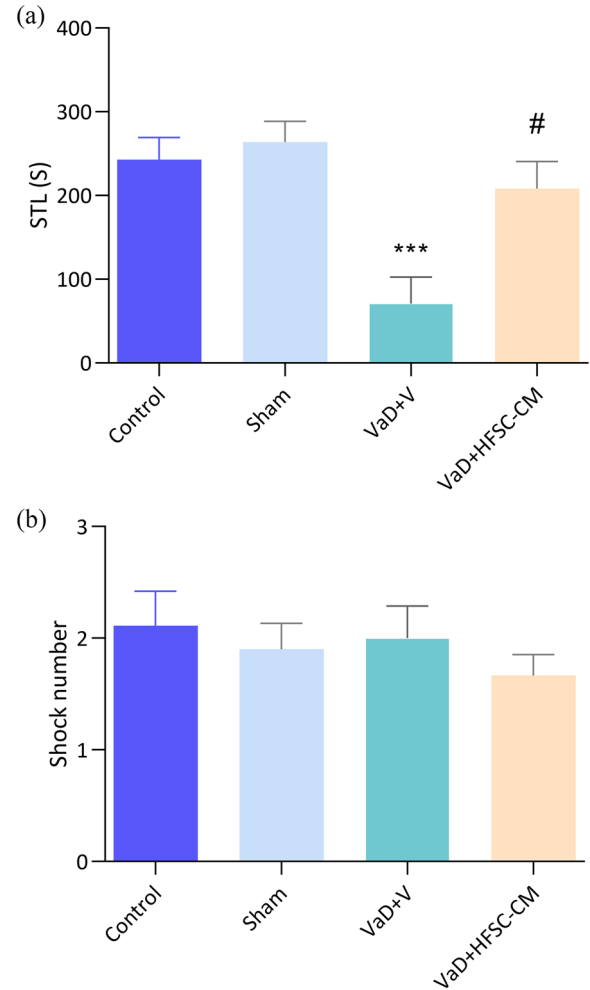 (a)
400
300
200
100
0
STL (S)
***
#
Control
Sham
VaD+V
VaD+HFSC-CM
(b)
3
2
1
0
Shock number
Control
Sham
VaD+V
VaD+HFSC-CM